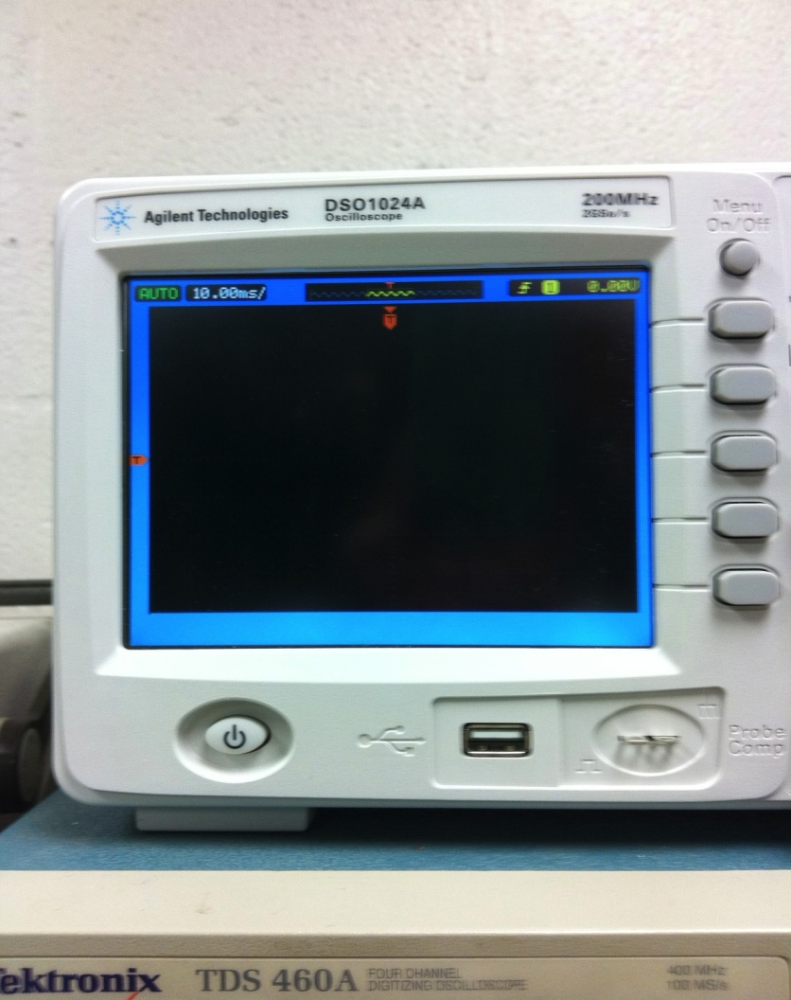 Agilent Technologies
DSO1024A
Oscilloscope
200MHz
2GSa/s
Menu
On/Off
AUTO
10.00ms/
T
1
0.00V
T
T
Probe
Comp
Tektronix
TDS 460A
FOUR CHANNEL
DIGITIZING OSCILLOSCOPE
400 MHz
100 MS/s